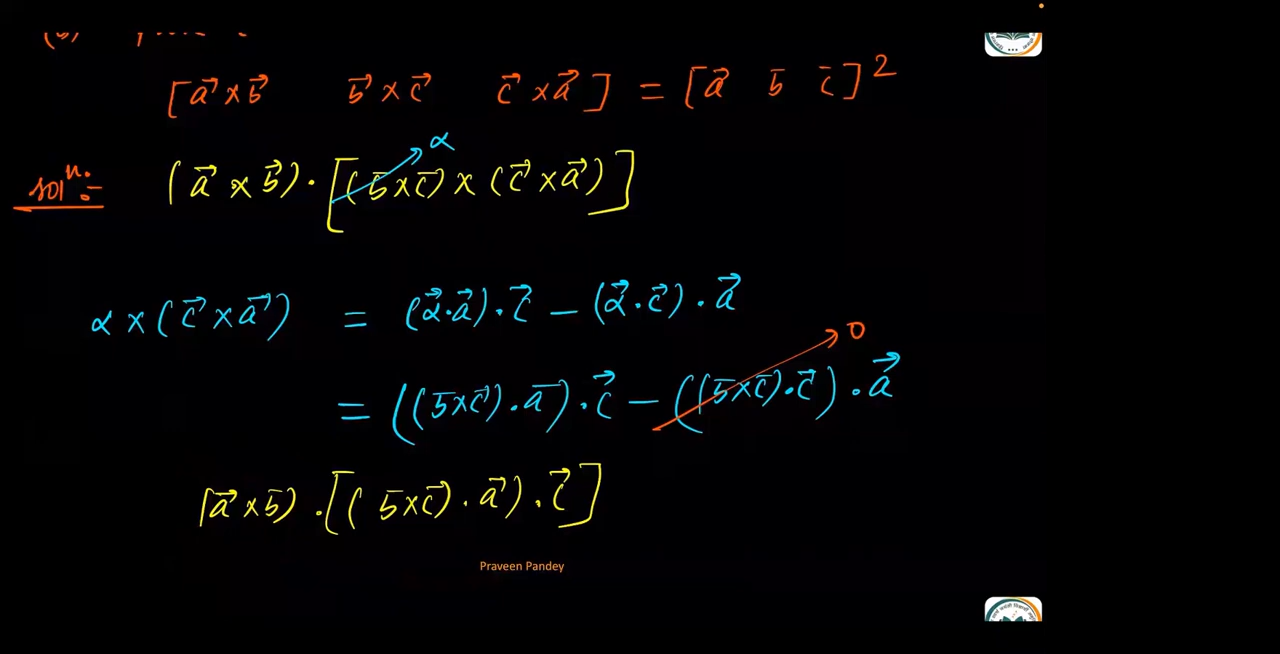 [a⃗ × b⃗   b⃗ × c⃗   c⃗ × a⃗] = [a⃗ b̄ c̄]²
solⁿ:- (a⃗ × b⃗) · [(b̄ × c̄) × (c⃗ × a⃗)]
α
α × (c⃗ × a⃗) = (α⃗·a⃗)·c⃗ − (α⃗·c⃗)·a⃗
0
= ((b̄ × c⃗)·ā)·c⃗ − ((b̄ × c̄)·c⃗)·a⃗
(a⃗ × b̄) · [(b̄ × c⃗)·a⃗)·c⃗]
Praveen Pandey